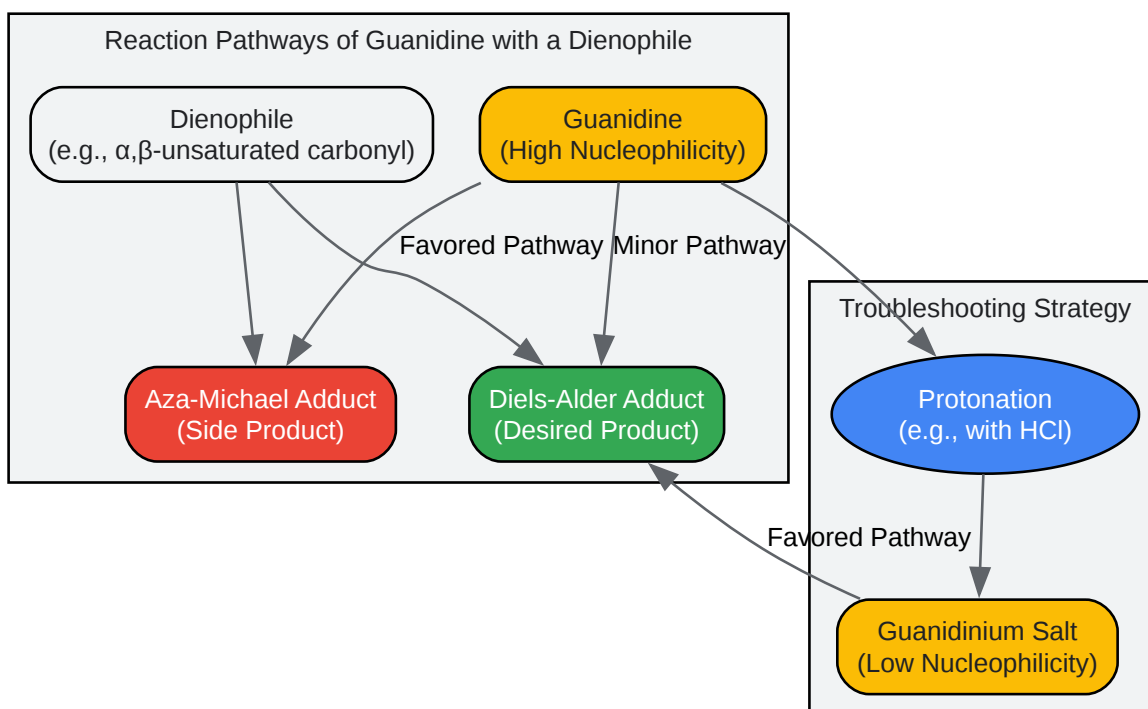 Reaction Pathways of Guanidine with a Dienophile
Dienophile
(e.g., α,β-unsaturated carbonyl)
Guanidine
(High Nucleophilicity)
Favored Pathway
Minor Pathway
Aza-Michael Adduct
(Side Product)
Diels-Alder Adduct
(Desired Product)
Troubleshooting Strategy
Protonation
(e.g., with HCl)
Favored Pathway
Guanidinium Salt
(Low Nucleophilicity)